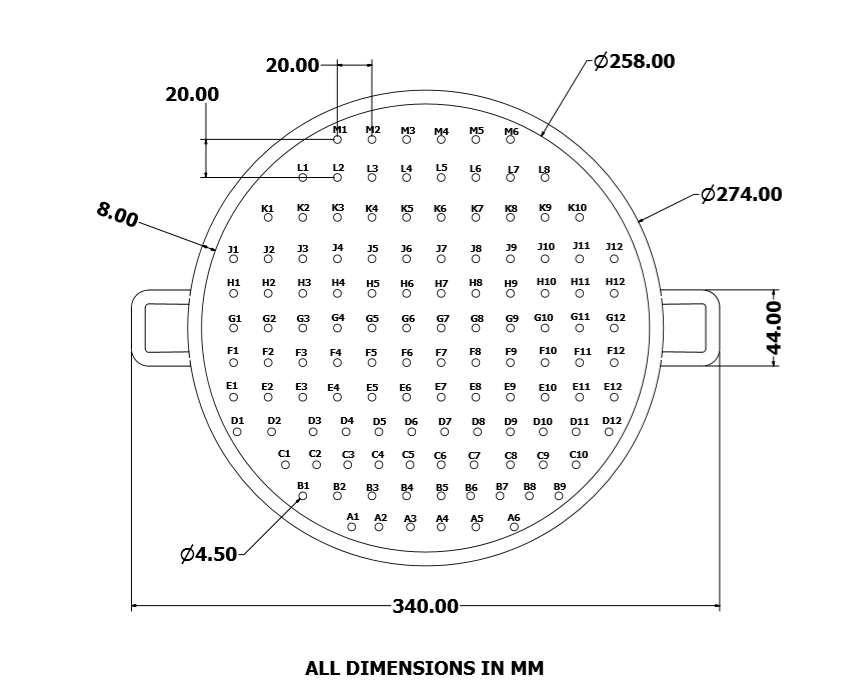 20.00
⌀258.00
20.00
M1 M2 M3 M4 M5 M6
L1 L2 L3 L4 L5 L6 L7 L8
⌀274.00
8.00
K1 K2 K3 K4 K5 K6 K7 K8 K9 K10
J1 J2 J3 J4 J5 J6 J7 J8 J9 J10 J11 J12
H1 H2 H3 H4 H5 H6 H7 H8 H9 H10 H11 H12
G1 G2 G3 G4 G5 G6 G7 G8 G9 G10 G11 G12
44.00
F1 F2 F3 F4 F5 F6 F7 F8 F9 F10 F11 F12
E1 E2 E3 E4 E5 E6 E7 E8 E9 E10 E11 E12
D1 D2 D3 D4 D5 D6 D7 D8 D9 D10 D11 D12
C1 C2 C3 C4 C5 C6 C7 C8 C9 C10
B1 B2 B3 B4 B5 B6 B7 B8 B9
A1 A2 A3 A4 A5 A6
⌀4.50
340.00
ALL DIMENSIONS IN MM